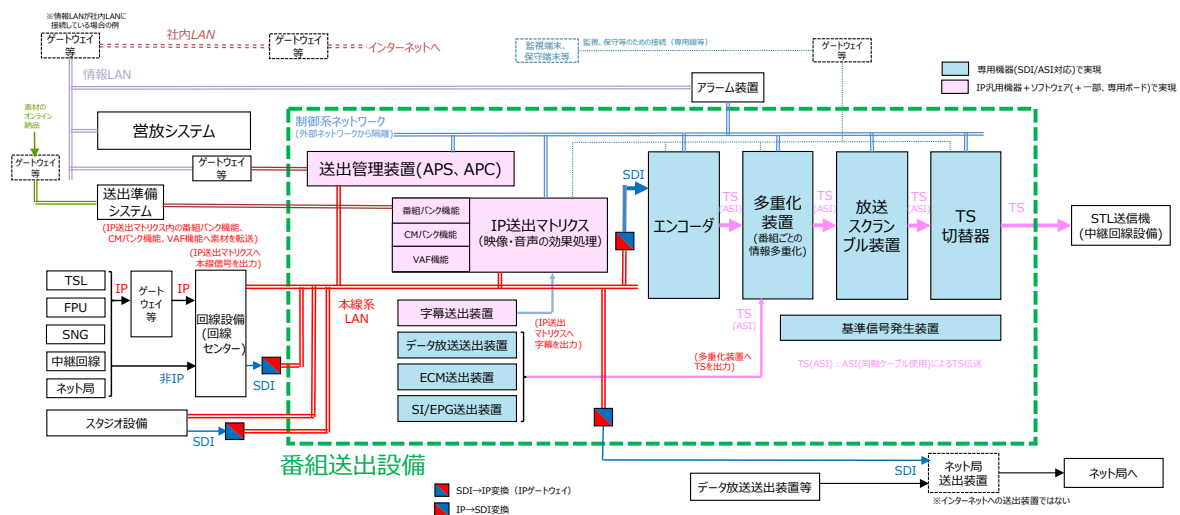 ※情報LANが社内LANに
接続している場合の例
ゲートウェイ
等
社内LAN
ゲートウェイ
等
インターネットへ
監視端末、
保守端末等
監視、保守等のための接続（専用線等）
ゲートウェイ
等
専用機器(SDI/ASI対応)で実現
IP汎用機器＋ソフトウェア(＋一部、専用ボード)で実現
情報LAN
アラーム装置
素材の
オンライン
納品
営放システム
制御系ネットワーク
(外部ネットワークから隔離)
ゲートウェイ
等
ゲートウェイ
等
送出管理装置(APS、APC)
送出準備
システム
(IP送出マトリクス内の番組バンク機能、
CMバンク機能、VAF機能へ素材を転送)
番組バンク機能
CMバンク機能
VAF機能
IP送出マトリクス
(映像・音声の効果処理)
SDI
エンコーダ
TS
(ASI)
多重化
装置
(番組ごとの
情報多重化)
TS
(ASI)
放送
スクラン
ブル装置
TS
(ASI)
TS
切替器
TS
STL送信機
(中継回線設備)
(IP送出マトリクスへ
本線信号を出力)
TSL
FPU
SNG
中継回線
ネット局
IP
ゲート
ウェイ
等
IP
回線設備
(回線
センター)
非IP
SDI
本線系
LAN
字幕送出装置
(IP送出
マトリクスへ
字幕を出力)
データ放送送出装置
ECM送出装置
SI/EPG送出装置
TS
(ASI)
(多重化装置へ
TSを出力)
基準信号発生装置
TS(ASI)：ASI(同軸ケーブル使用)によるTS伝送
スタジオ設備
SDI
番組送出設備
SDI→IP変換（IPゲートウェイ）
IP→SDI変換
SDI
データ放送送出装置等
ネット局
送出装置
※インターネットへの送出装置ではない
ネット局へ